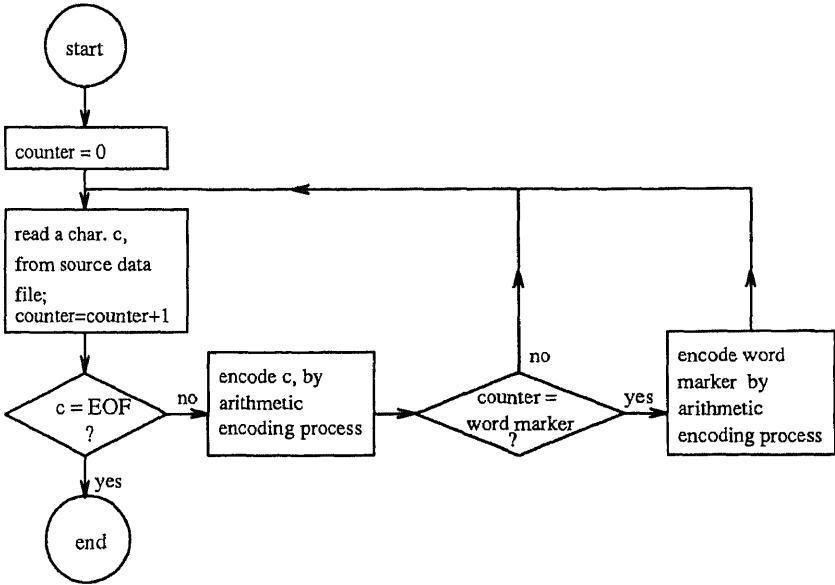 start
counter = 0
read a char. c,
from source data
file;
counter=counter+1
c = EOF
?
no
yes
end
encode c, by
arithmetic
encoding process
counter =
word marker
?
no
yes
encode word
marker by
arithmetic
encoding process